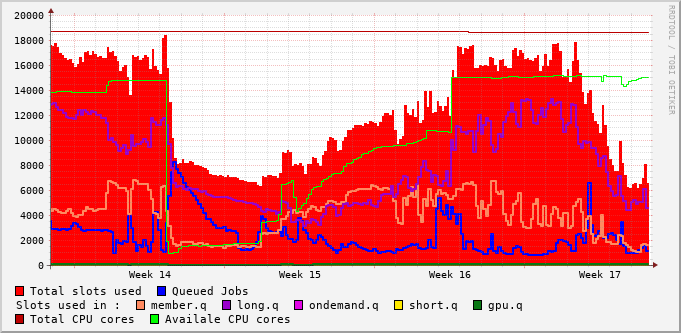 20000
18000
16000
14000
12000
10000
8000
6000
4000
2000
0
Week 14 Week 15 Week 16 Week 17
Total slots used Queued Jobs
Slots used in : member.q long.q ondemand.q short.q gpu.q
Total CPU cores Availale CPU cores
RRDTOOL / TOBI OETIKER